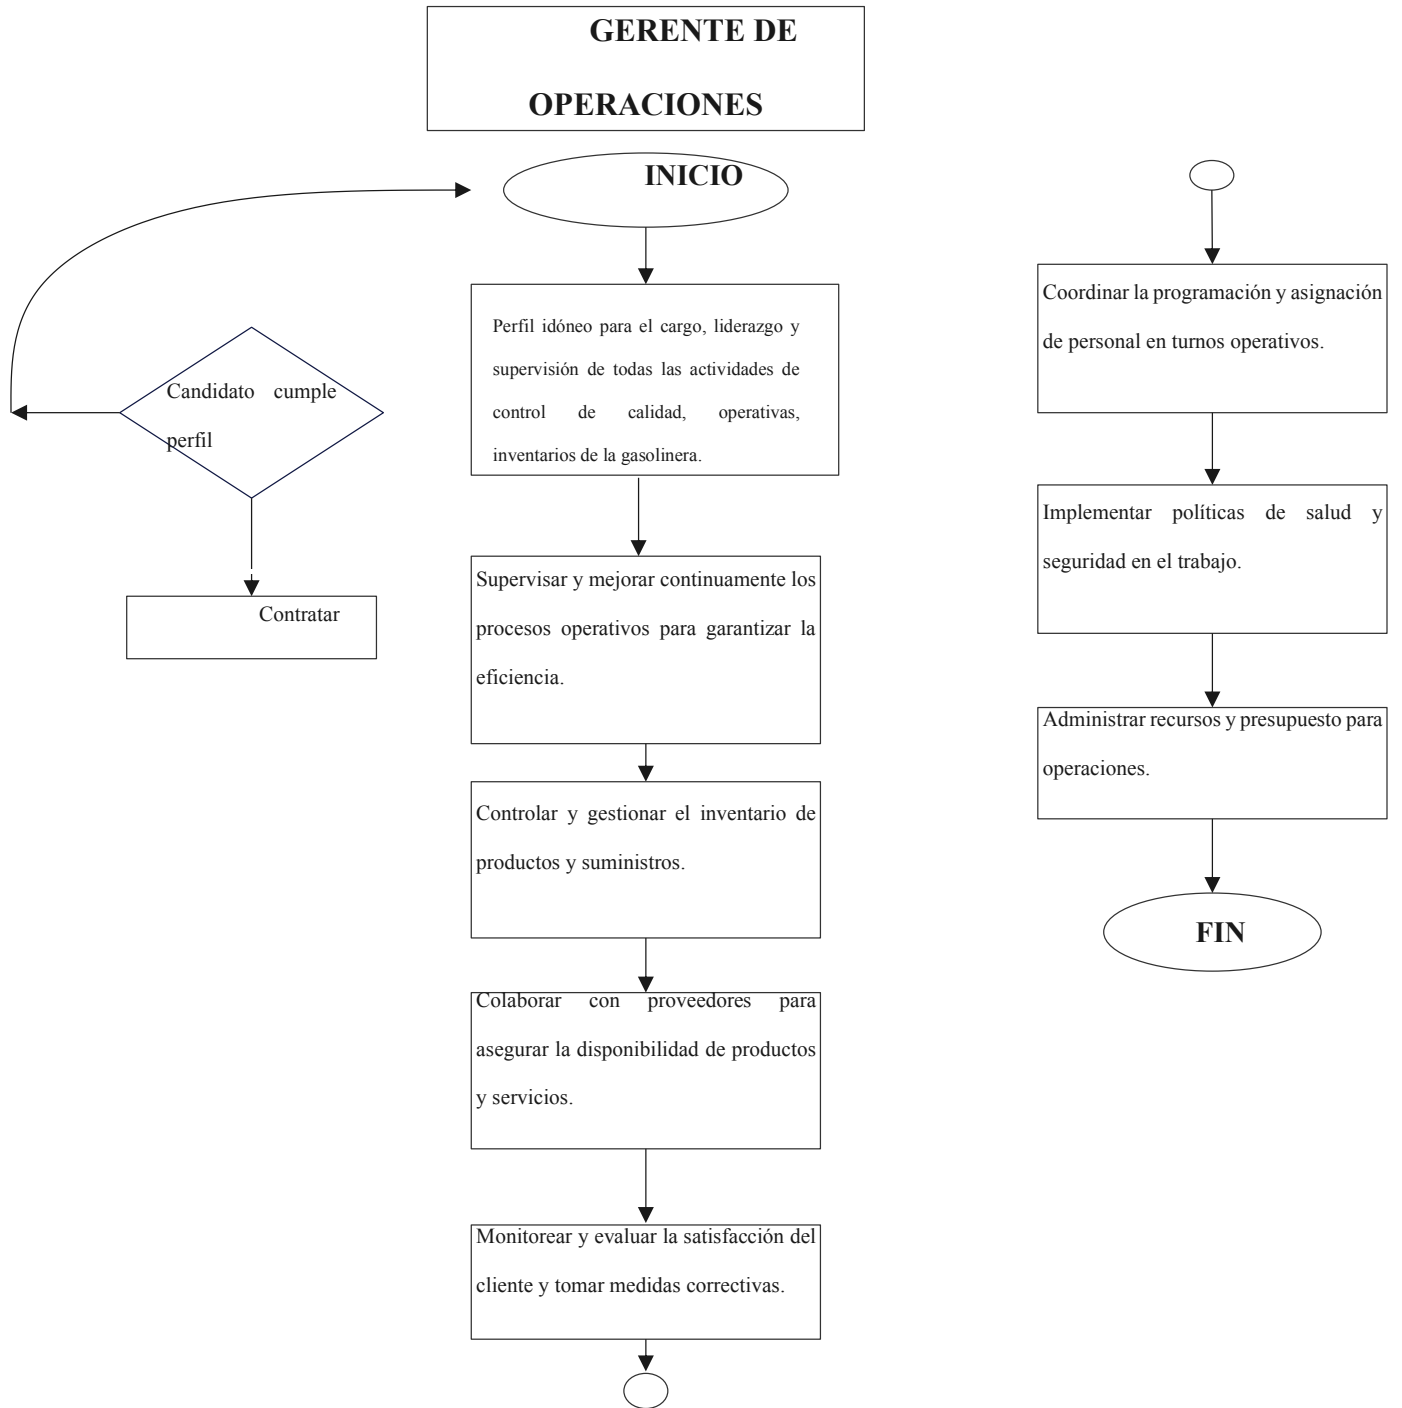 GERENTE DE
OPERACIONES
INICIO
Candidato cumple
perfil
Contratar
Perfil idóneo para el cargo, liderazgo y
supervisión de todas las actividades de
control de calidad, operativas,
inventarios de la gasolinera.
Supervisar y mejorar continuamente los
procesos operativos para garantizar la
eficiencia.
Controlar y gestionar el inventario de
productos y suministros.
Colaborar con proveedores para
asegurar la disponibilidad de productos
y servicios.
Monitorear y evaluar la satisfacción del
cliente y tomar medidas correctivas.
Coordinar la programación y asignación
de personal en turnos operativos.
Implementar políticas de salud y
seguridad en el trabajo.
Administrar recursos y presupuesto para
operaciones.
FIN